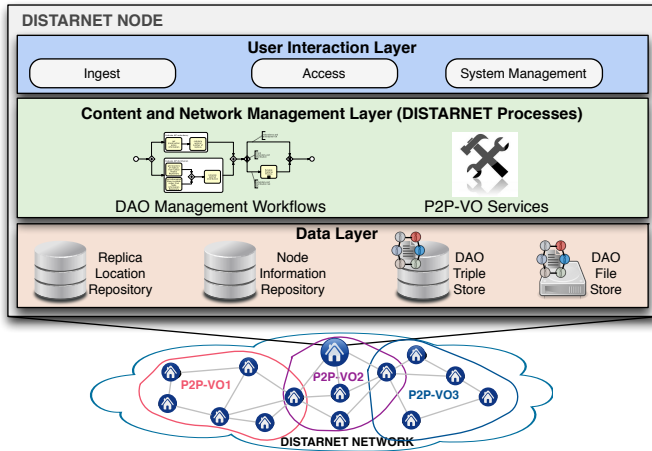 DISTARNET NODE
User Interaction Layer
Ingest
Access
System Management
Content and Network Management Layer (DISTARNET Processes)
DAO Management Workflows
P2P-VO Services
Data Layer
Replica
Location
Repository
Node
Information
Repository
DAO
Triple
Store
DAO
File
Store
P2P-VO1
P2P-VO2
P2P-VO3
DISTARNET NETWORK